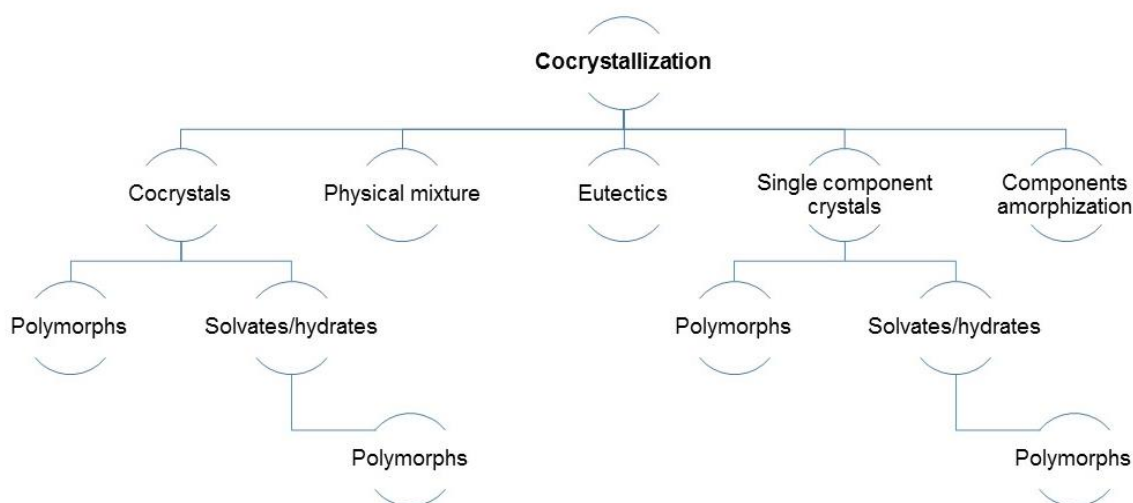 Cocrystallization
Cocrystals
Physical mixture
Eutectics
Single component
crystals
Components
amorphization
Polymorphs
Solvates/hydrates
Polymorphs
Solvates/hydrates
Polymorphs
Polymorphs